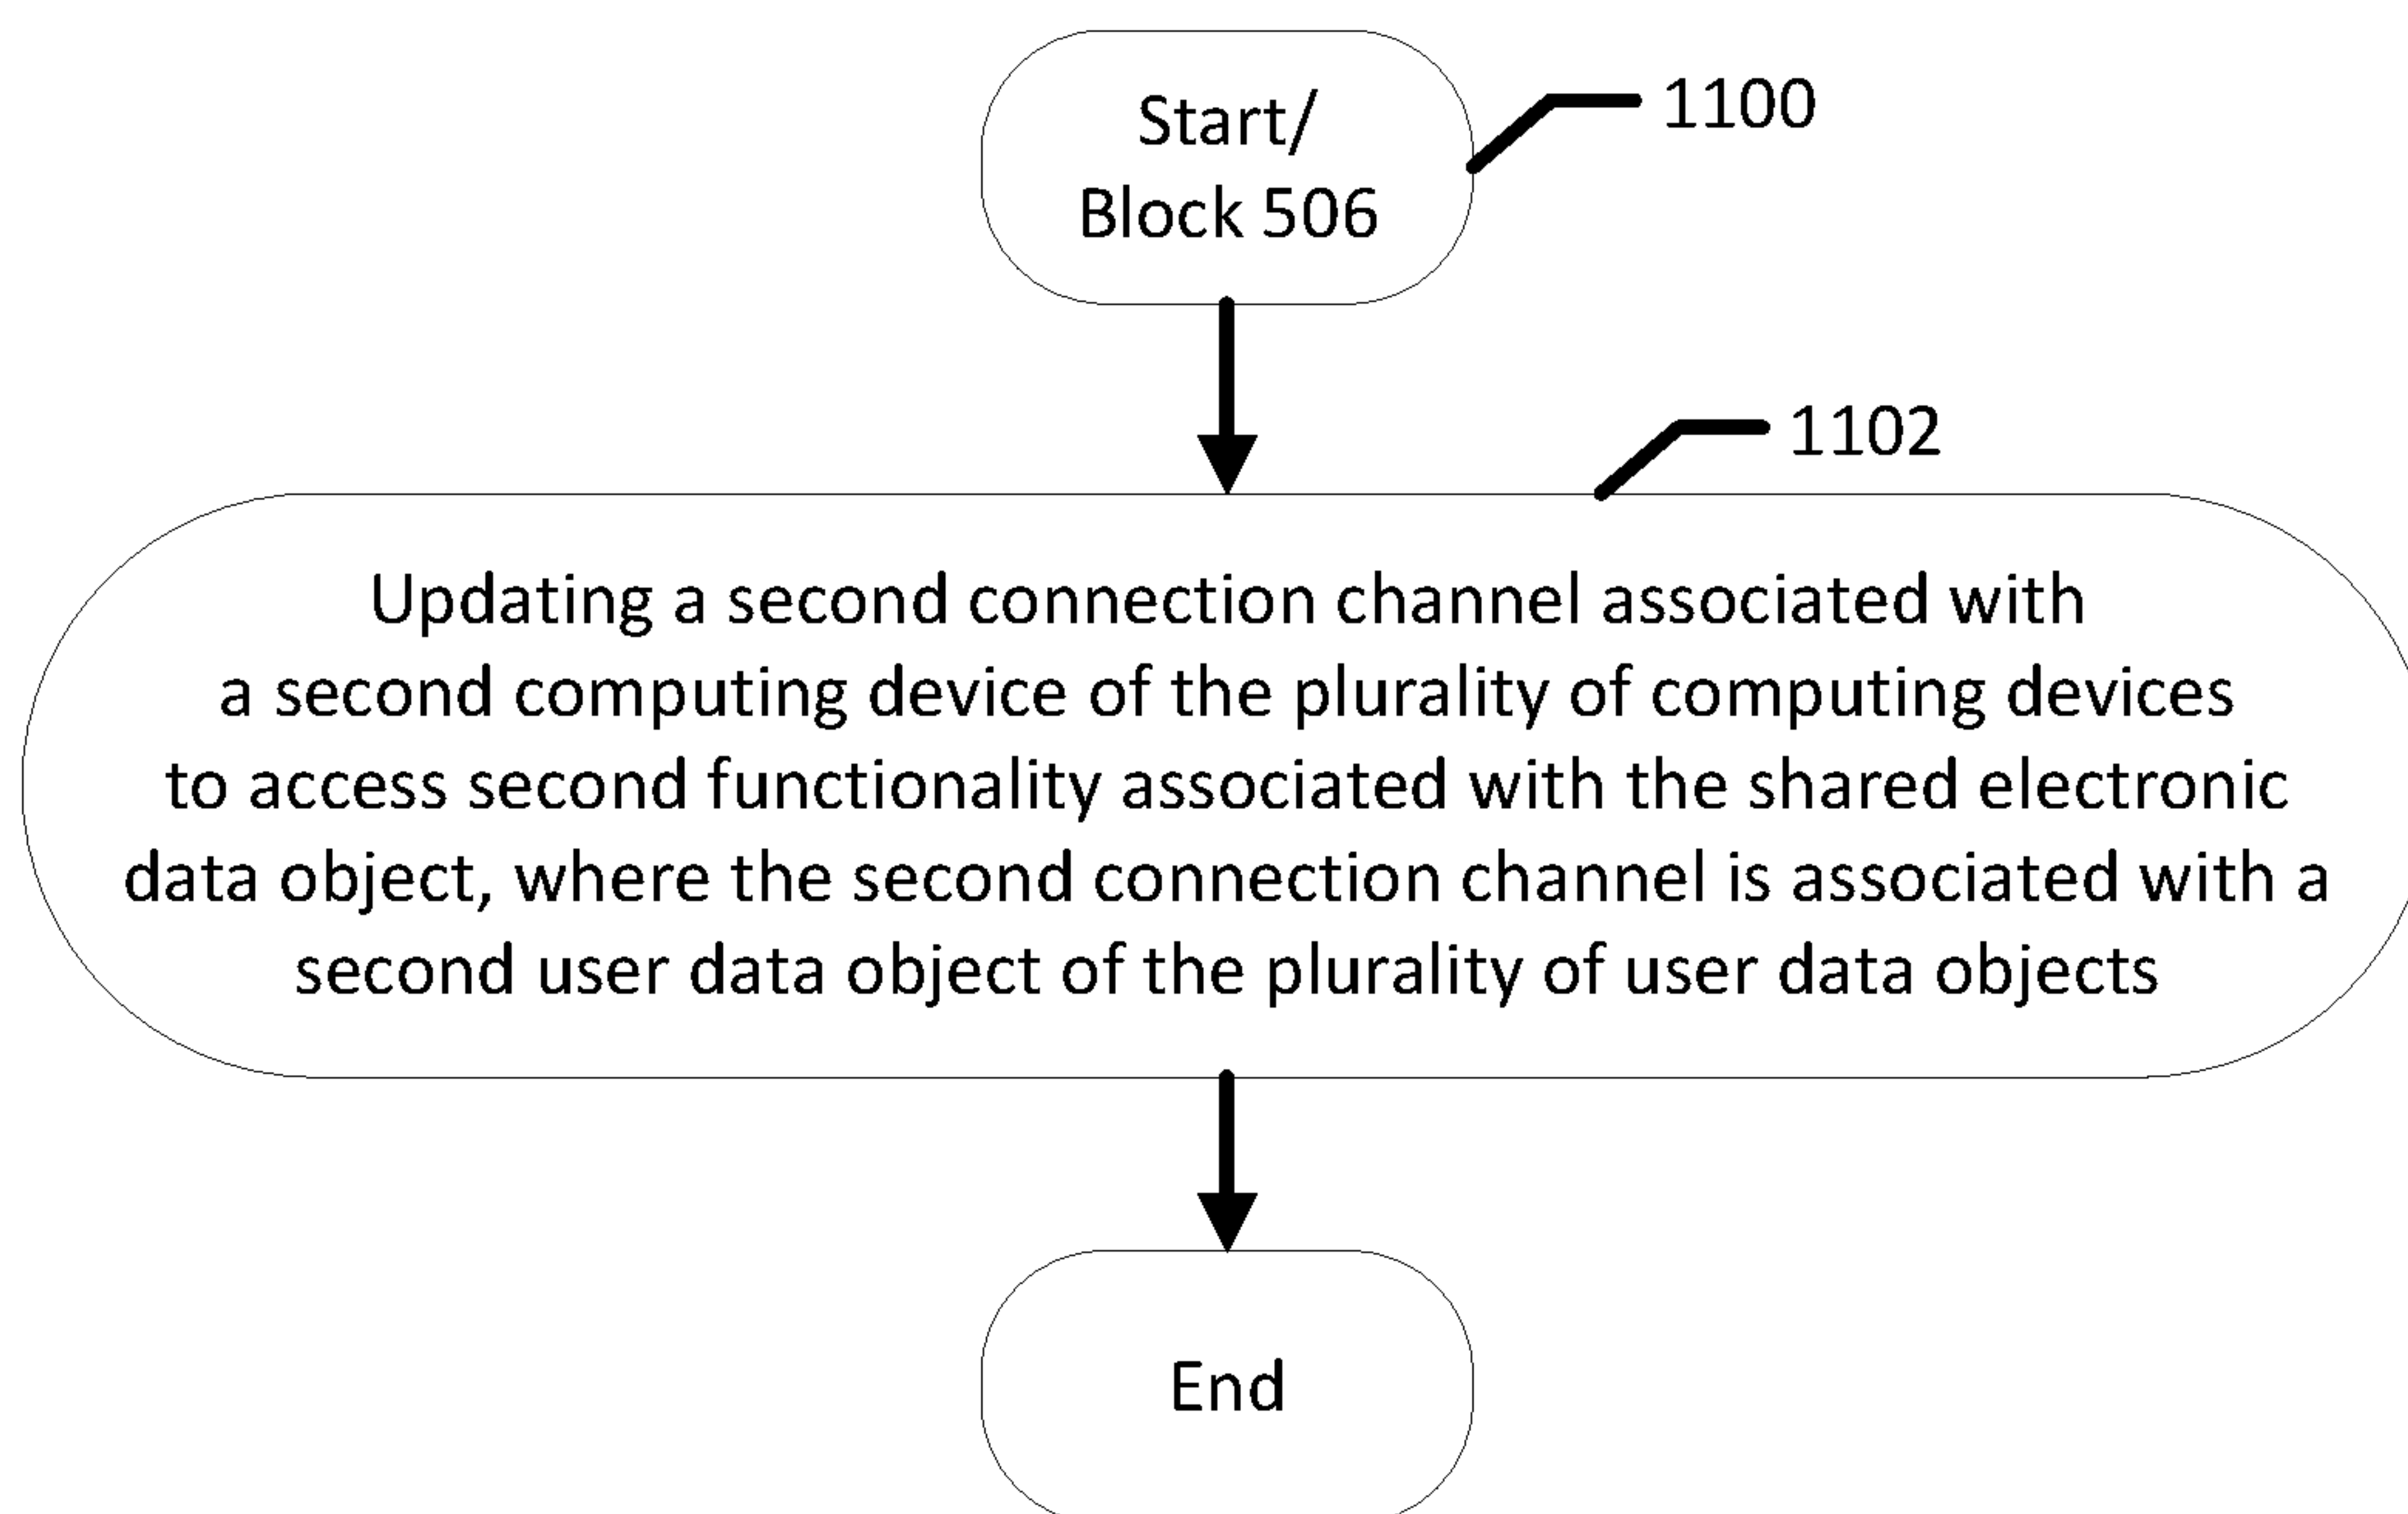 Start/
Block 506
1100
1102
Updating a second connection channel associated with
a second computing device of the plurality of computing devices
to access second functionality associated with the shared electronic
data object, where the second connection channel is associated with a
second user data object of the plurality of user data objects
End